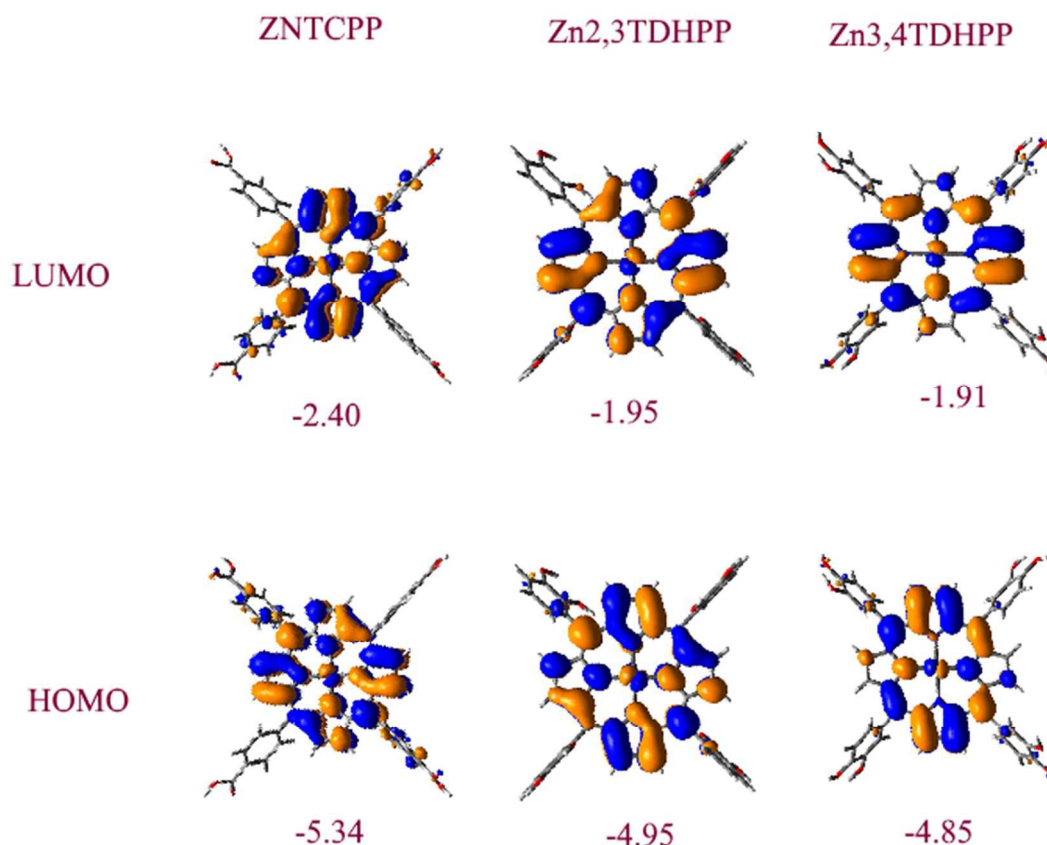 ZNTCPP Zn2,3TDHPP Zn3,4TDHPP
LUMO
-2.40 -1.95 -1.91
HOMO
-5.34 -4.95 -4.85